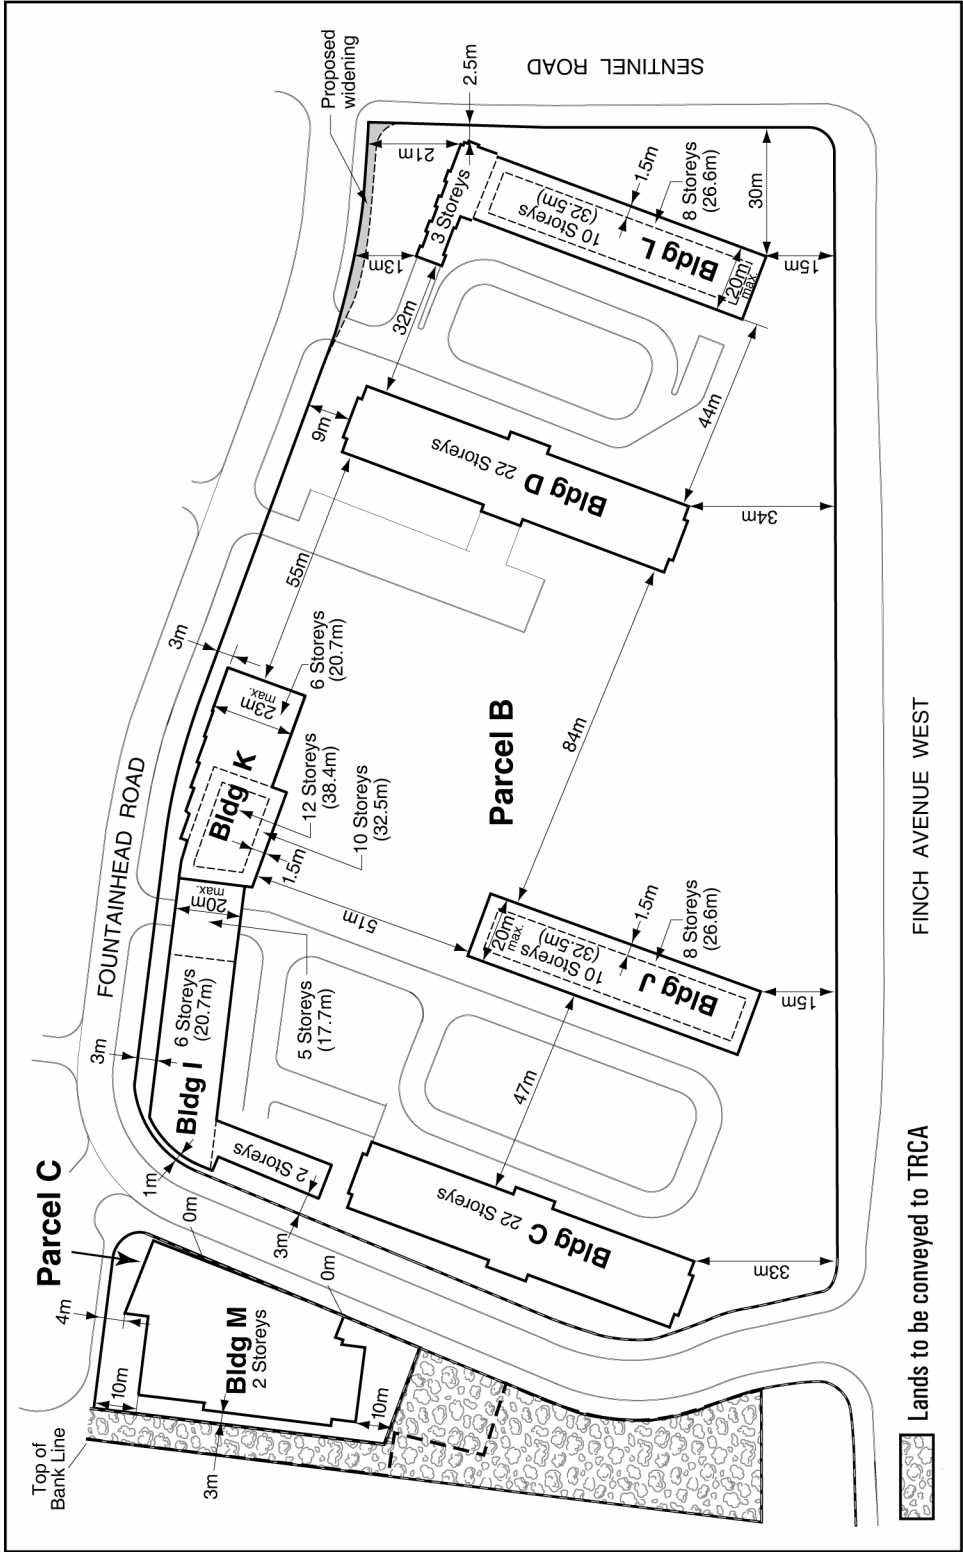 Top of
Bank Line
Parcel C
4m
10m
3m
Bldg M
2 Storeys
10m
0m
0m
1m
3m
3m
FOUNTAINHEAD ROAD
Bldg I
6 Storeys
(20.7m)
5 Storeys
(17.7m)
2 Storeys
20m
max.
Bldg K
12 Storeys
(38.4m)
10 Storeys
(32.5m)
1.5m
23m
max.
6 Storeys
(20.7m)
3m
55m
51m
Bldg C
22 Storeys
33m
47m
Parcel B
Bldg J
10 Storeys
(32.5m)
20m
max.
1.5m
8 Storeys
(26.6m)
15m
84m
Bldg D
22 Storeys
9m
34m
32m
44m
Proposed
widening
13m
21m
2.5m
3 Storeys
Bldg L
10 Storeys
(32.5m)
1.5m
8 Storeys
(26.6m)
20m
max.
30m
15m
SENTINEL ROAD
FINCH AVENUE WEST
Lands to be conveyed to TRCA